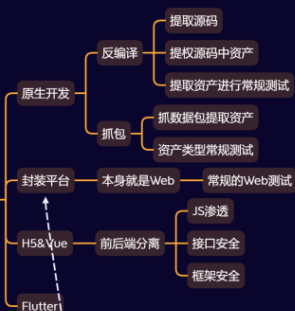 提取源码
反编译
提权源码中资产
提取资产进行常规测试
原生开发
抓数据包提取资产
抓包
资产类型常规测试
封装平台
本身就是Web
常规的Web测试
JS渗透
H5&Vue
前后端分离
接口安全
框架安全
Flutter